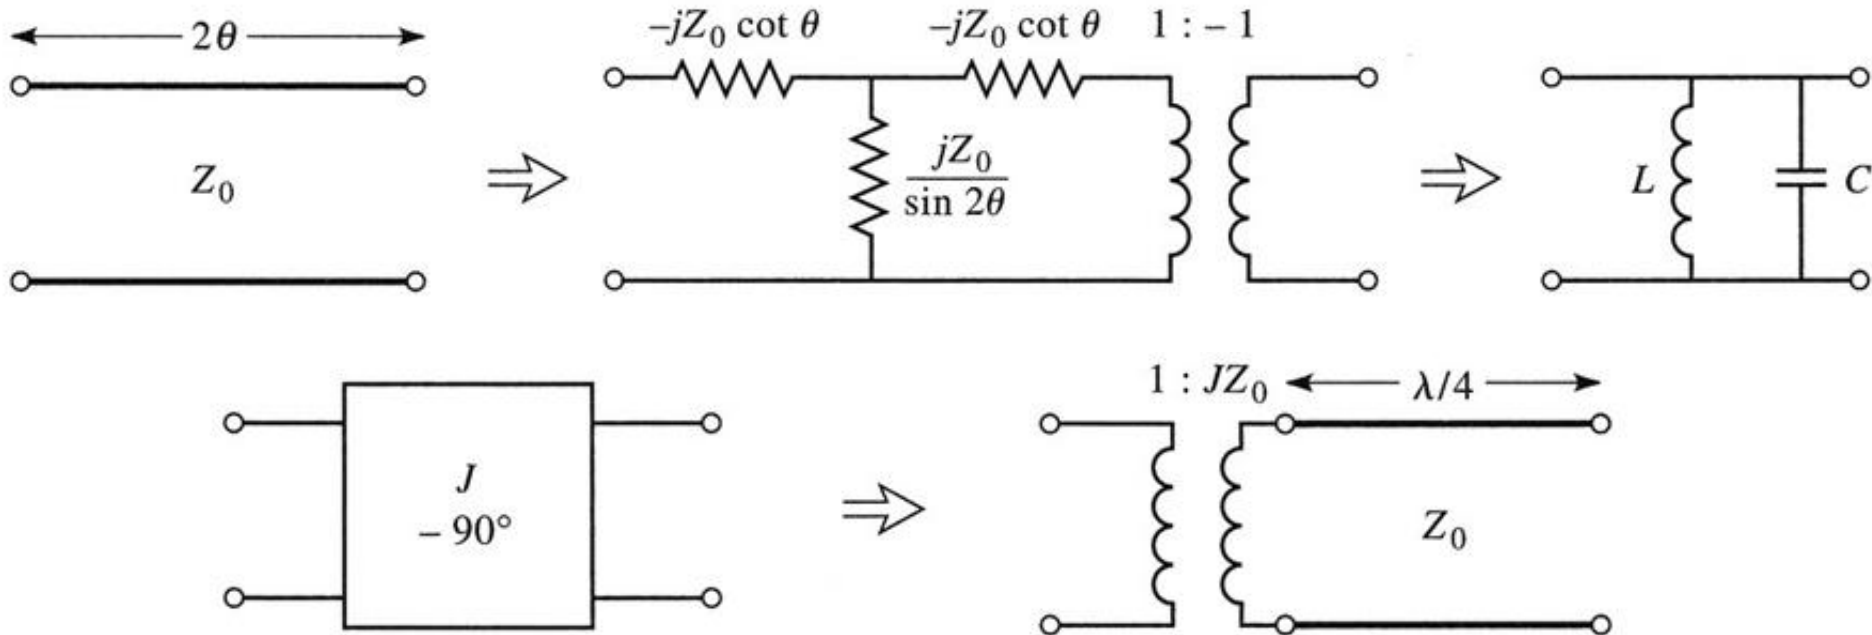 2θ
Z₀
–jZ₀ cot θ
–jZ₀ cot θ
1 : – 1
jZ₀
sin 2θ
L
C
J
– 90°
1 : JZ₀
λ/4
Z₀